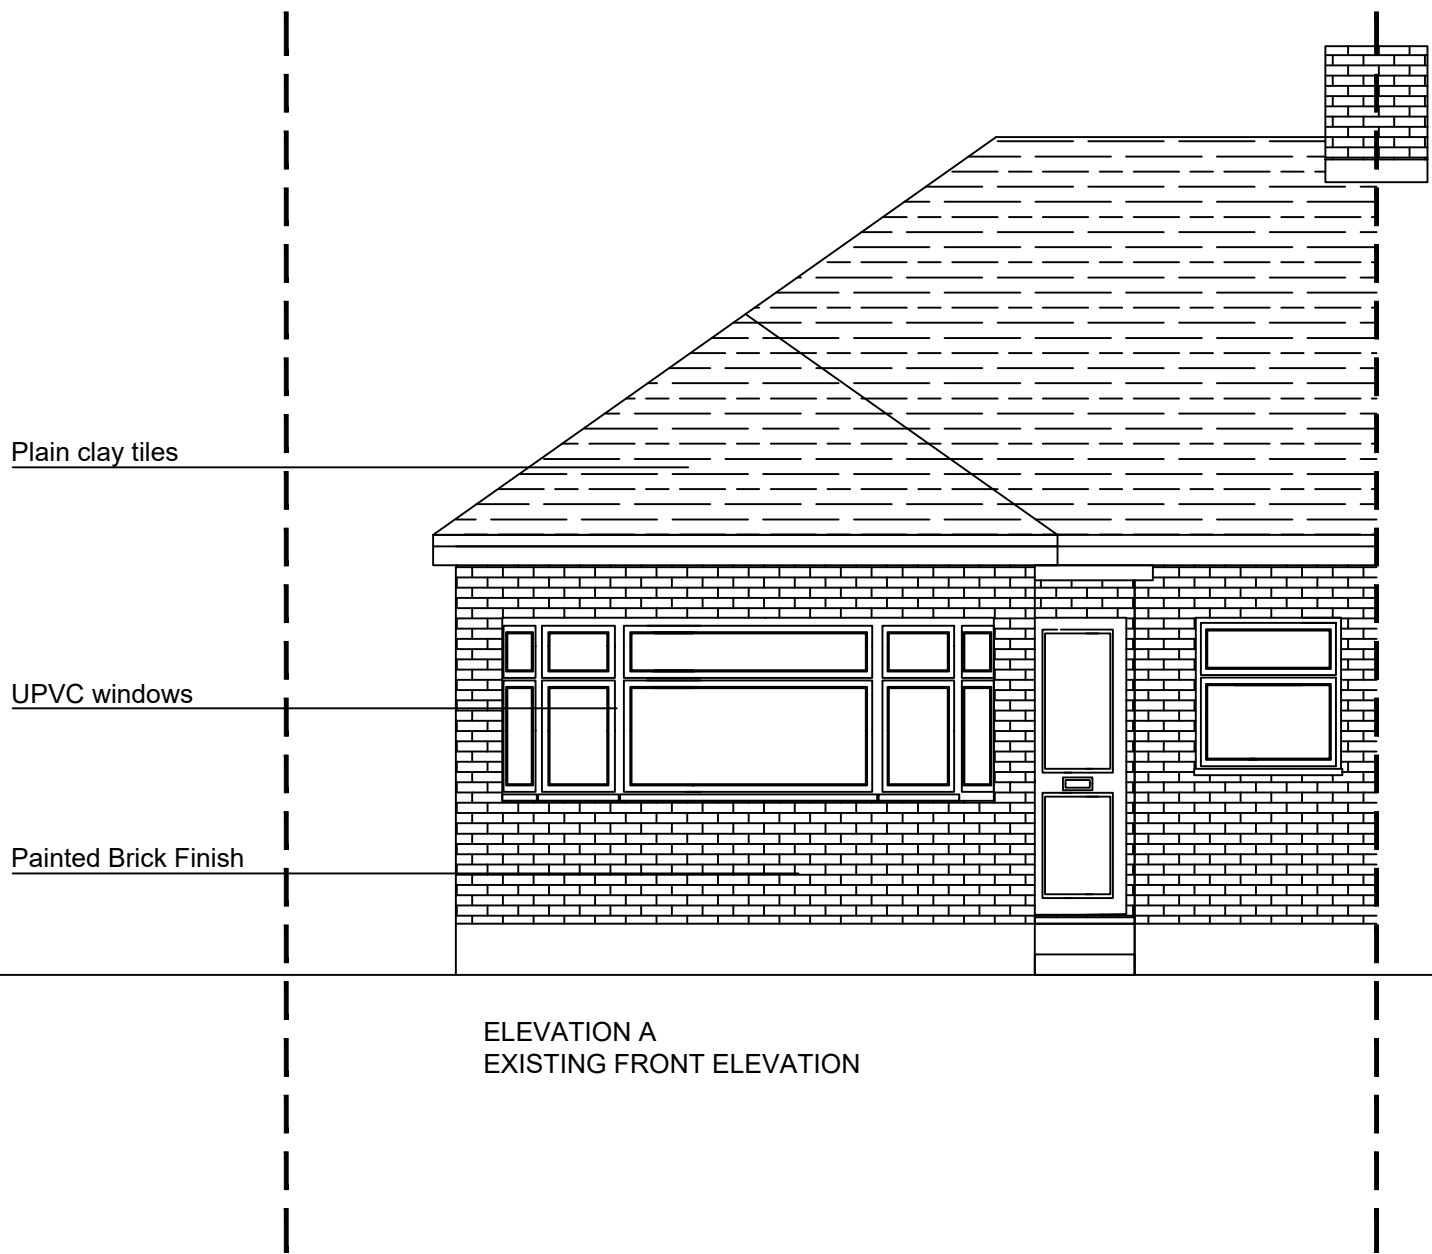 Plain clay tiles
UPVC windows
Painted Brick Finish
ELEVATION A
EXISTING FRONT ELEVATION